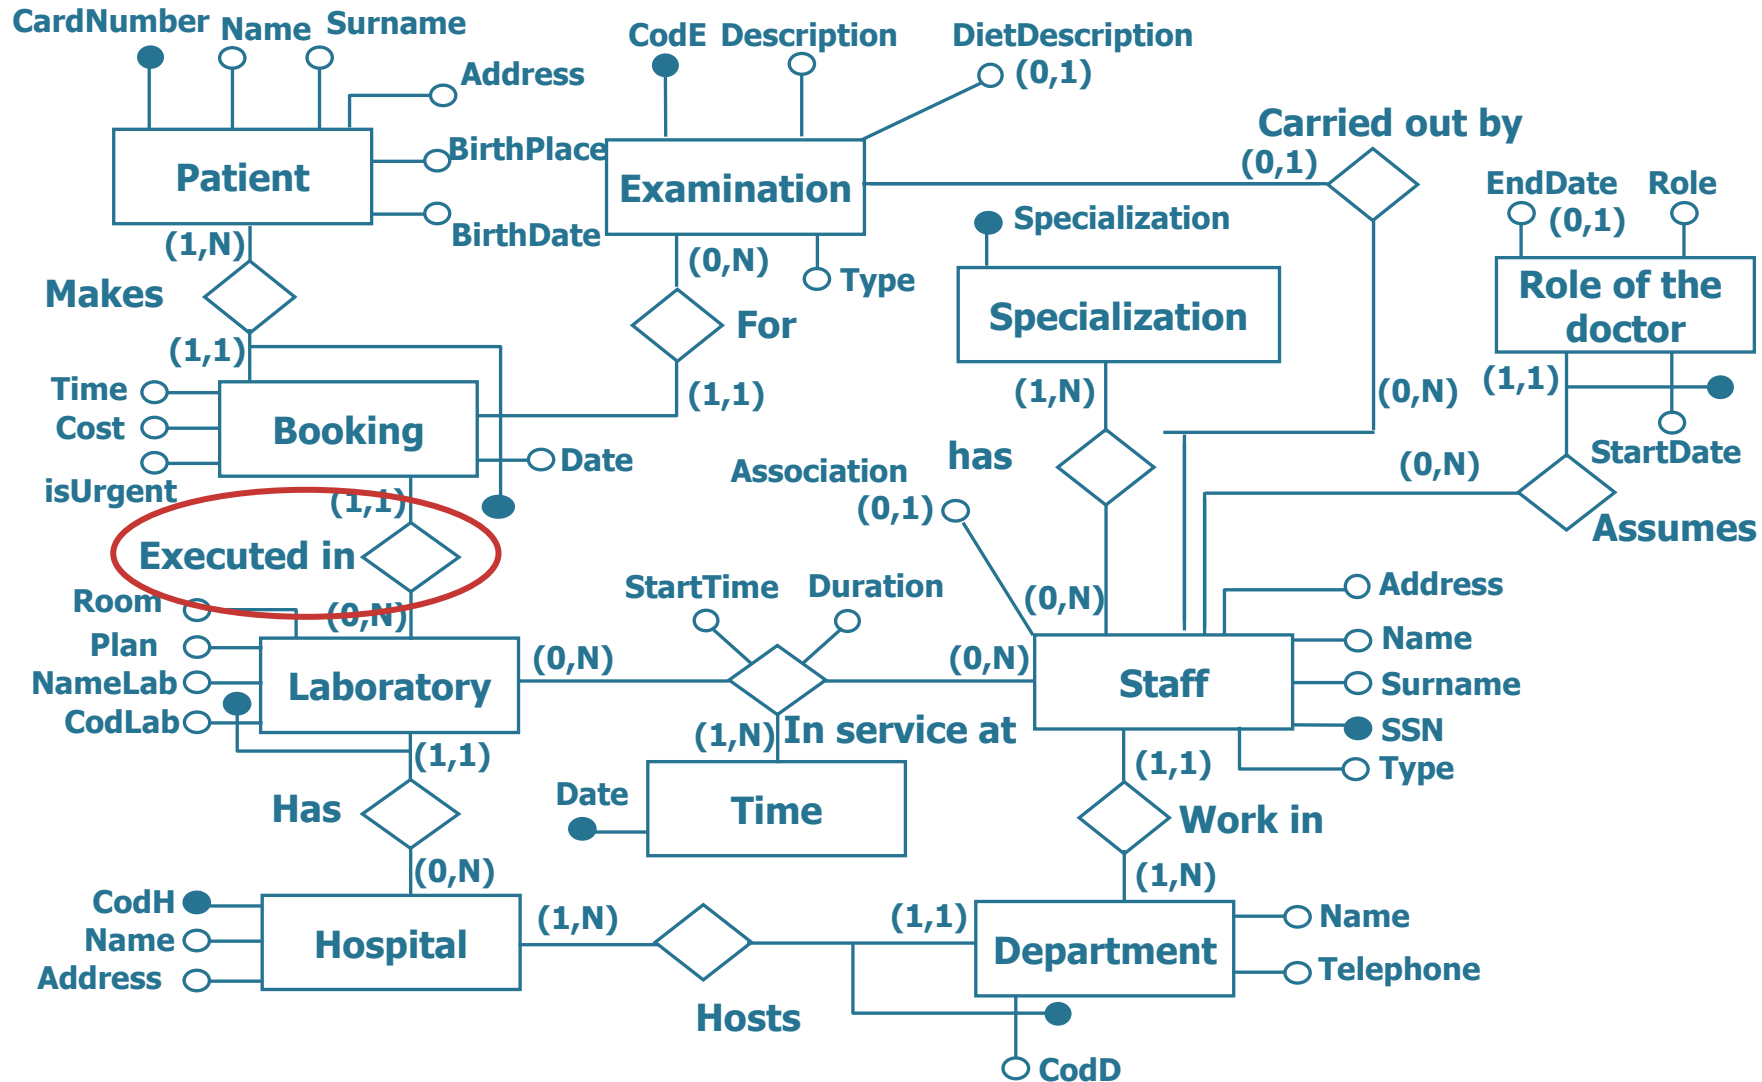 CardNumber
Name
Surname
Address
BirthPlace
BirthDate
Patient
(1,N)
Makes
(1,1)
CodE
Description
DietDescription
(0,1)
Examination
(0,N)
Type
For
(1,1)
Carried out by
(0,1)
(0,N)
Specialization
Specialization
(1,N)
has
(0,N)
EndDate
(0,1)
Role
Role of the
doctor
(1,1)
StartDate
(0,N)
Assumes
Time
Cost
isUrgent
Booking
Date
(1,1)
Executed in
(0,N)
Room
Plan
NameLab
CodLab
Laboratory
(1,1)
Has
(0,N)
Association
(0,1)
StartTime
Duration
(0,N)
(0,N)
(1,N)
In service at
Date
Time
Staff
Address
Name
Surname
SSN
Type
(1,1)
Work in
(1,N)
CodH
Name
Address
Hospital
(1,N)
Hosts
(1,1)
Department
Name
Telephone
CodD